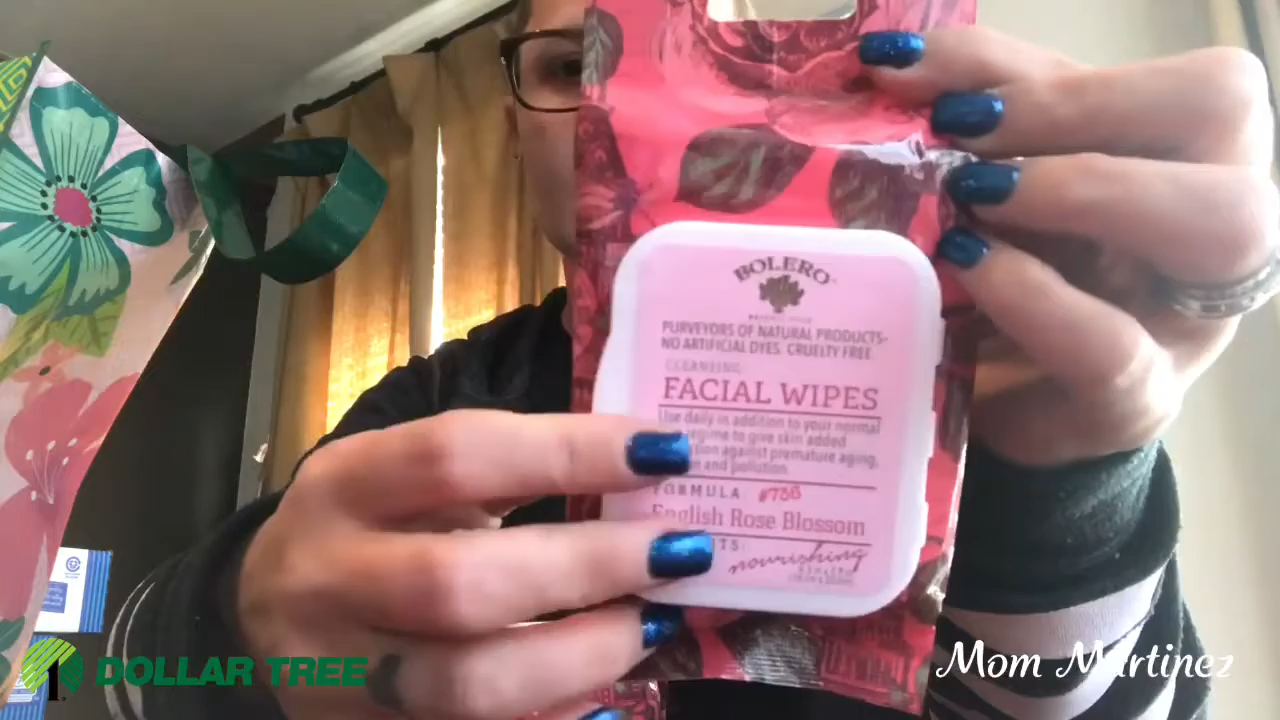 BOLERO
PURVEYORS OF NATURAL PRODUCTS-
NO ARTIFICIAL DYES. CRUELTY FREE
CLEANSING
FACIAL WIPES
Use daily in addition to your normal
regime to give skin added
against premature aging,
and pollution
FORMULA: #736
English Rose Blossom
nourishing
DOLLAR TREE
Mom Martinez